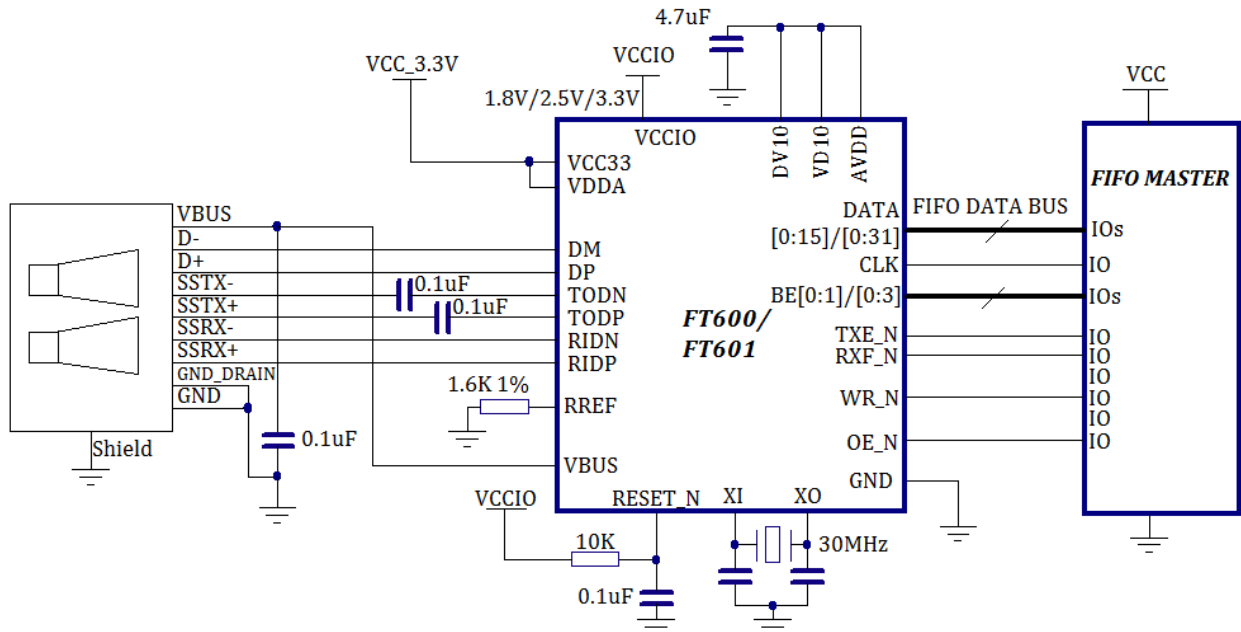 4.7uF
VCCIO
VCC_3.3V
VCC
1.8V/2.5V/3.3V
VCCIO
DV10
VD10
AVDD
VCC33
VDDA
FIFO MASTER
VBUS
D-
D+
SSTX-
SSTX+
SSRX-
SSRX+
GND_DRAIN
GND
Shield
0.1uF
0.1uF
0.1uF
DM
DP
TODN
TODP
RIDN
RIDP
1.6K 1%
RREF
VBUS
FT600/
FT601
DATA
[0:15]/[0:31]
CLK
BE[0:1]/[0:3]
TXE_N
RXF_N
WR_N
OE_N
GND
FIFO DATA BUS
IOs
IO
IOs
IO
IO
IO
IO
IO
IO
VCCIO
RESET_N
XI
XO
10K
30MHz
0.1uF